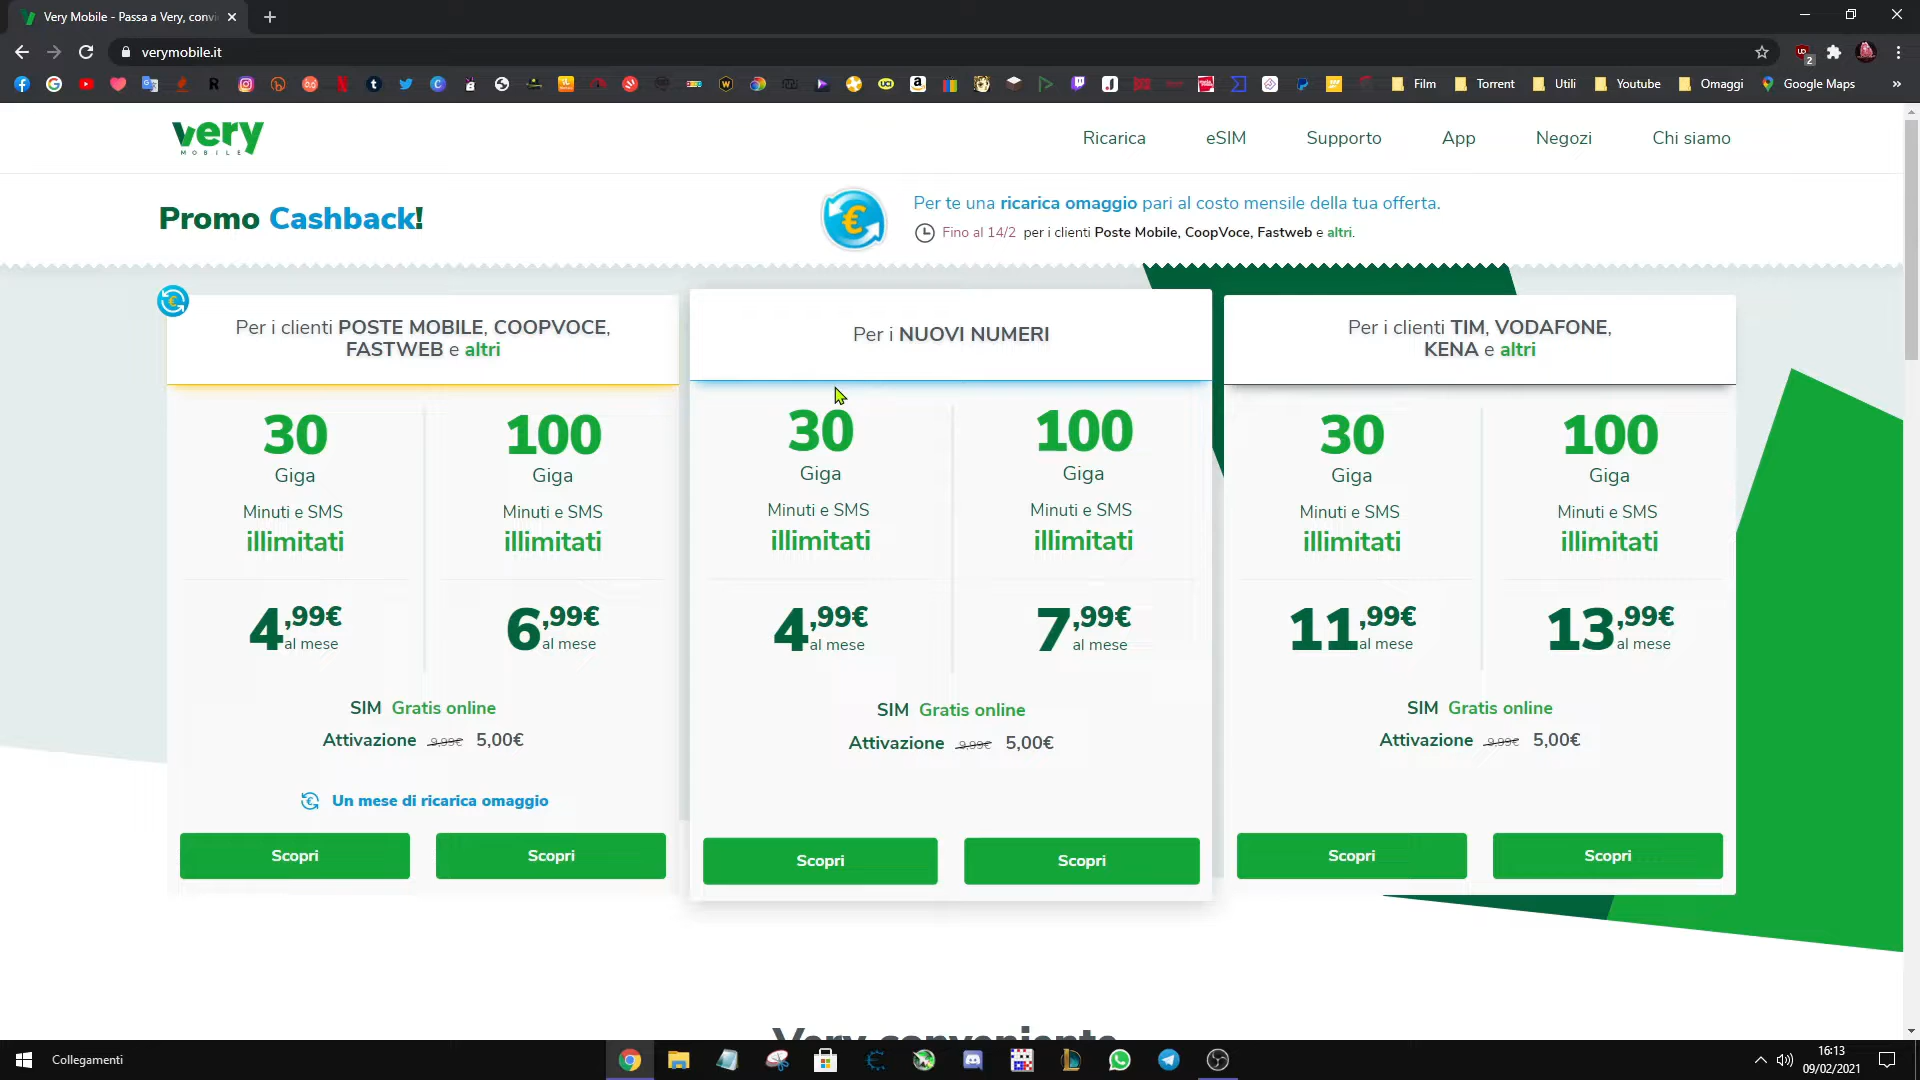 Very Mobile - Passa a Very, convi
verymobile.it
2
Film
Torrent
Utili
Youtube
Omaggi
Google Maps
very
MOBILE
Ricarica
eSIM
Supporto
App
Negozi
Chi siamo
Promo Cashback!
Per te una ricarica omaggio pari al costo mensile della tua offerta.
Fino al 14/2 per i clienti Poste Mobile, CoopVoce, Fastweb e altri.
Per i clienti POSTE MOBILE, COOPVOCE,
FASTWEB e altri
30
Giga
Minuti e SMS
illimitati
4,99€
al mese
100
Giga
Minuti e SMS
illimitati
6,99€
al mese
SIM Gratis online
Attivazione 9,99€ 5,00€
Un mese di ricarica omaggio
Scopri
Scopri
Per i NUOVI NUMERI
30
Giga
Minuti e SMS
illimitati
4,99€
al mese
100
Giga
Minuti e SMS
illimitati
7,99€
al mese
SIM Gratis online
Attivazione 9,99€ 5,00€
Scopri
Scopri
Per i clienti TIM, VODAFONE,
KENA e altri
30
Giga
Minuti e SMS
illimitati
11,99€
al mese
100
Giga
Minuti e SMS
illimitati
13,99€
al mese
SIM Gratis online
Attivazione 9,99€ 5,00€
Scopri
Scopri
Very conveniente
Collegamenti
16:13
09/02/2021